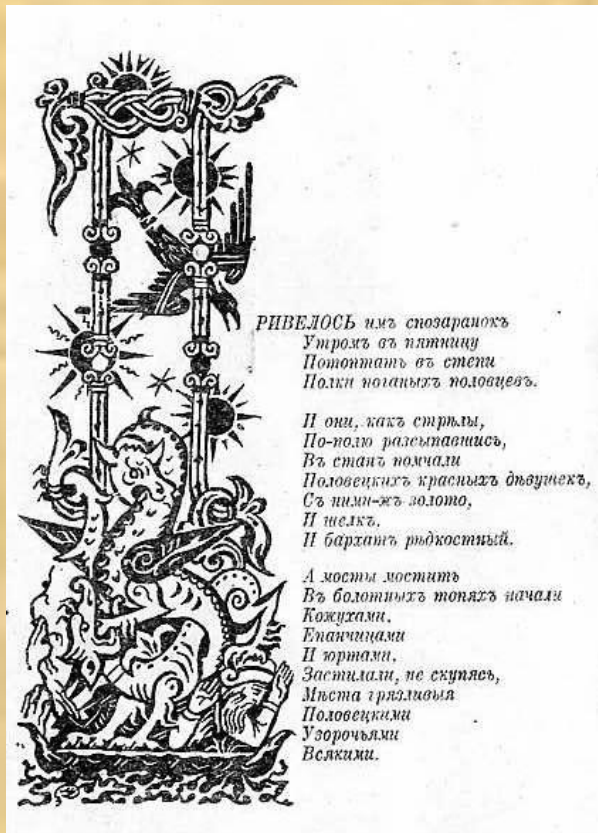 РИВЕЛОСЬ имъ спозаранокъ
Утромъ въ пятницу
Потоптать въ степи
Полки поганыхъ половцевъ.
И они, какъ стрѣлы,
По-полю разсыпавшись,
Въ станъ помчали
Половецкихъ красныхъ дѣвушекъ,
Съ ними-жъ золото,
И шелкъ,
И бархатъ рѣдкостный.
А мосты мостить
Въ болотныхъ топяхъ начали
Кожухами,
Епанчицами
И юртами,
Застилали, не скупясь,
Мѣста грязливыя
Половецкими
Узорочьями
Всякими.